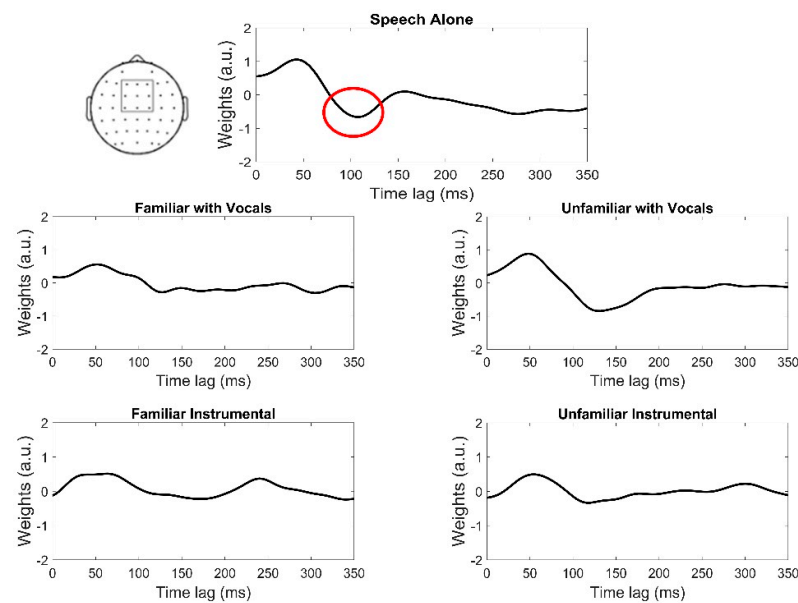 Speech Alone
Weights (a.u.)
2
1
0
-1
-2
0 50 100 150 200 250 300 350
Time lag (ms)
Familiar with Vocals
Weights (a.u.)
2
1
0
-1
-2
0 50 100 150 200 250 300 350
Time lag (ms)
Unfamiliar with Vocals
Weights (a.u.)
2
1
0
-1
-2
0 50 100 150 200 250 300 350
Time lag (ms)
Familiar Instrumental
Weights (a.u.)
2
1
0
-1
-2
0 50 100 150 200 250 300 350
Time lag (ms)
Unfamiliar Instrumental
Weights (a.u.)
2
1
0
-1
-2
0 50 100 150 200 250 300 350
Time lag (ms)